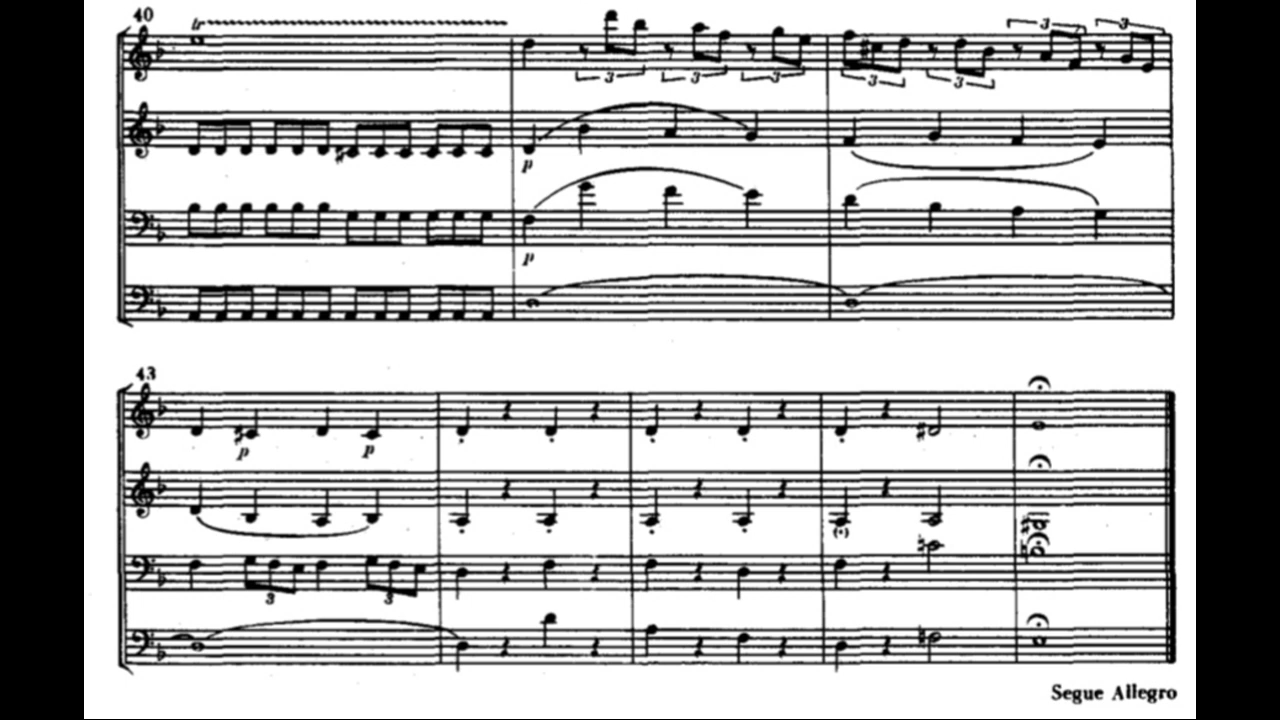 40
tr
3 3
3 3 3 3 3
p
p
43
p p
(·)
3 3
Segue Allegro